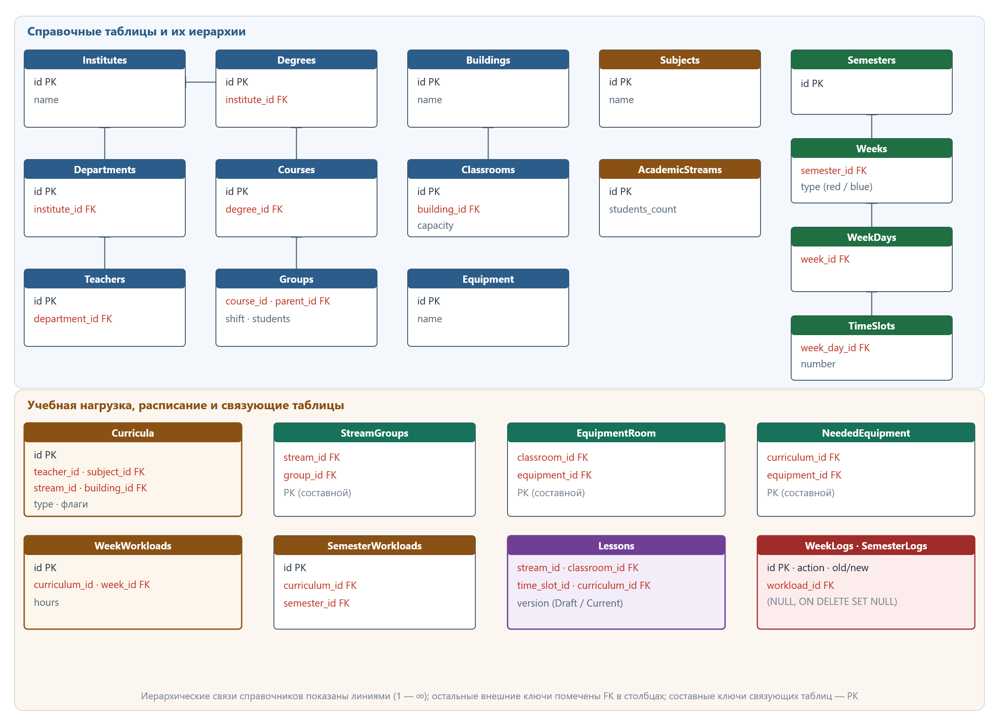 Справочные таблицы и их иерархии
Institutes
id PK
name
Degrees
id PK
institute_id FK
Buildings
id PK
name
Subjects
id PK
name
Semesters
id PK
Departments
id PK
institute_id FK
Courses
id PK
degree_id FK
Classrooms
id PK
building_id FK
capacity
AcademicStreams
id PK
students_count
Weeks
semester_id FK
type (red / blue)
WeekDays
week_id FK
Teachers
id PK
department_id FK
Groups
course_id · parent_id FK
shift · students
Equipment
id PK
name
TimeSlots
week_day_id FK
number
Учебная нагрузка, расписание и связующие таблицы
Curricula
id PK
teacher_id · subject_id FK
stream_id · building_id FK
type · флаги
StreamGroups
stream_id FK
group_id FK
PK (составной)
EquipmentRoom
classroom_id FK
equipment_id FK
PK (составной)
NeededEquipment
curriculum_id FK
equipment_id FK
PK (составной)
WeekWorkloads
id PK
curriculum_id · week_id FK
hours
SemesterWorkloads
id PK
curriculum_id FK
semester_id FK
Lessons
stream_id · classroom_id FK
time_slot_id · curriculum_id FK
version (Draft / Current)
WeekLogs · SemesterLogs
id PK · action · old/new
workload_id FK
(NULL, ON DELETE SET NULL)
Иерархические связи справочников показаны линиями (1 — ∞); остальные внешние ключи помечены FK в столбцах; составные ключи связующих таблиц — PK